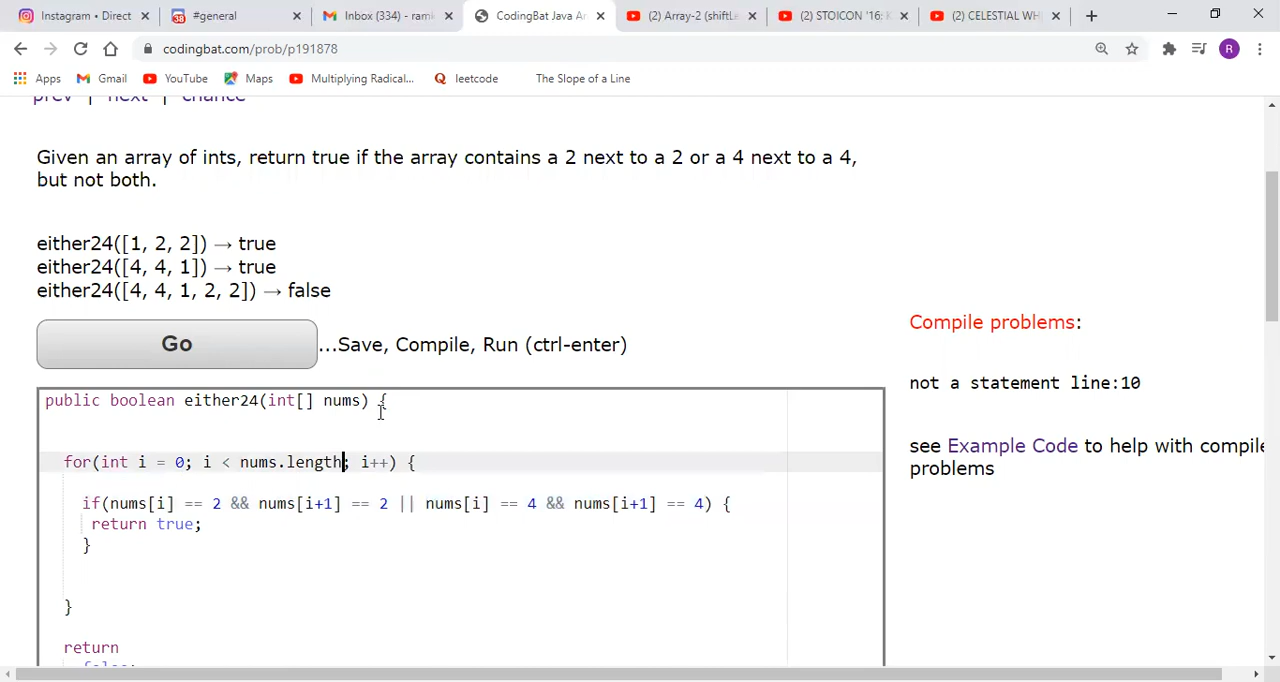 Instagram • Direct
#general
Inbox (334) - ramk
CodingBat Java Ar
(2) Array-2 (shiftLe
(2) STOICON '16: K
(2) CELESTIAL WH
codingbat.com/prob/p191878
R
Apps
Gmail
YouTube
Maps
Multiplying Radical...
leetcode
The Slope of a Line
prev | next | chance
Given an array of ints, return true if the array contains a 2 next to a 2 or a 4 next to a 4,
but not both.
either24([1, 2, 2]) → true
either24([4, 4, 1]) → true
either24([4, 4, 1, 2, 2]) → false
Go
...Save, Compile, Run (ctrl-enter)
Compile problems:
not a statement line:10
see Example Code to help with compile
problems
public boolean either24(int[] nums) {
for(int i = 0; i < nums.length; i++) {
if(nums[i] == 2 && nums[i+1] == 2 || nums[i] == 4 && nums[i+1] == 4) {
return true;
}
}
return
false;